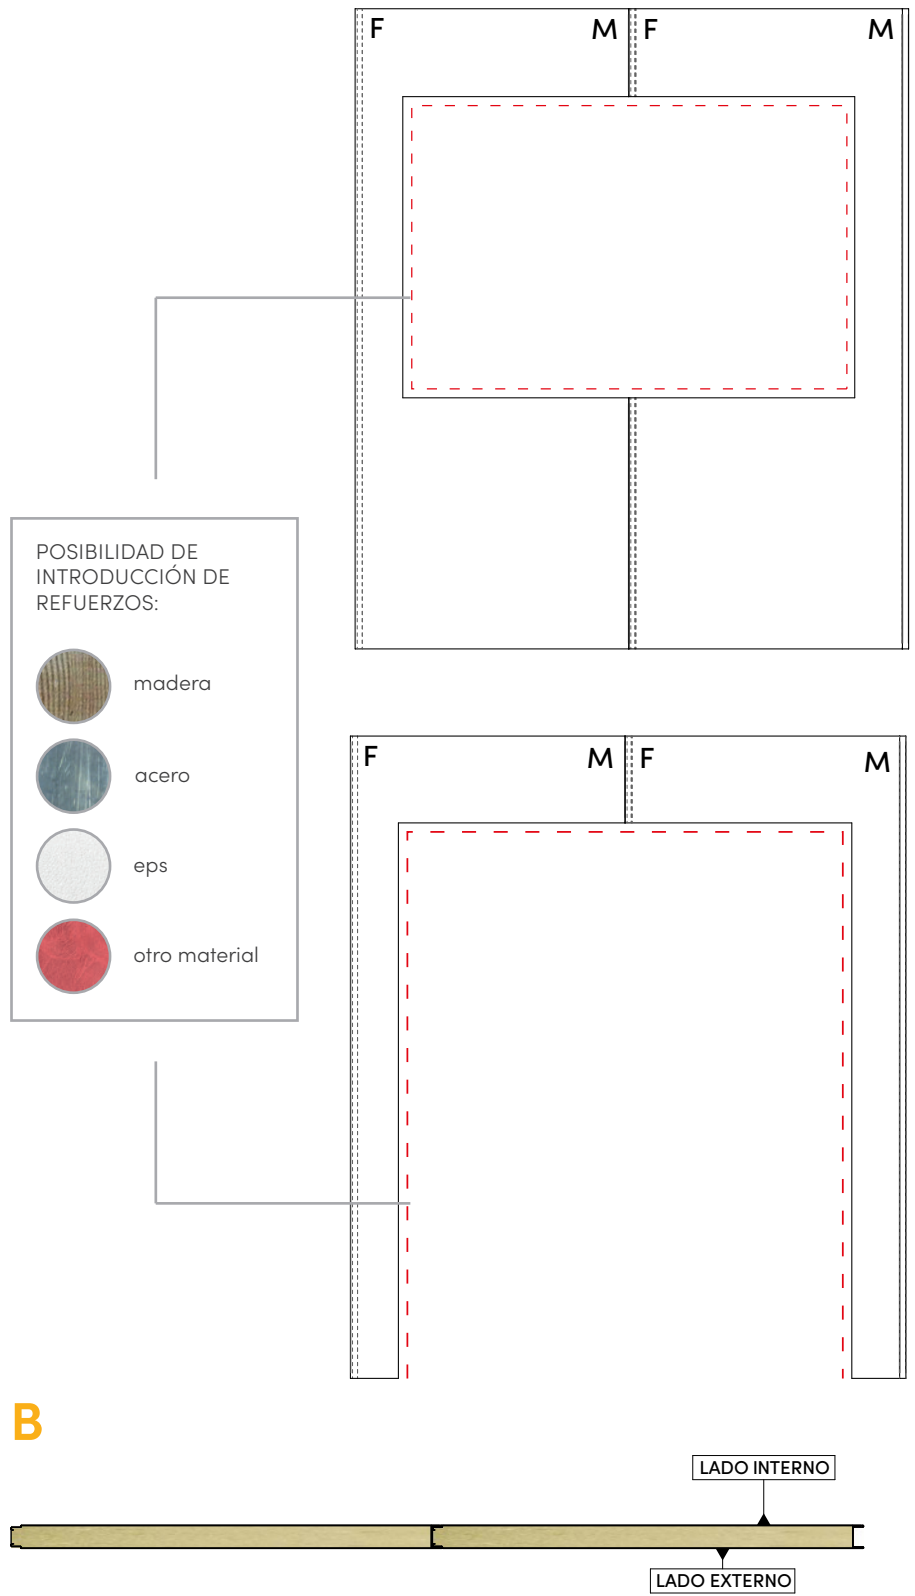 F
M
F
M
POSIBILIDAD DE
INTRODUCCIÓN DE
REFUERZOS:
madera
acero
eps
otro material
F
M
F
M
B
LADO INTERNO
LADO EXTERNO